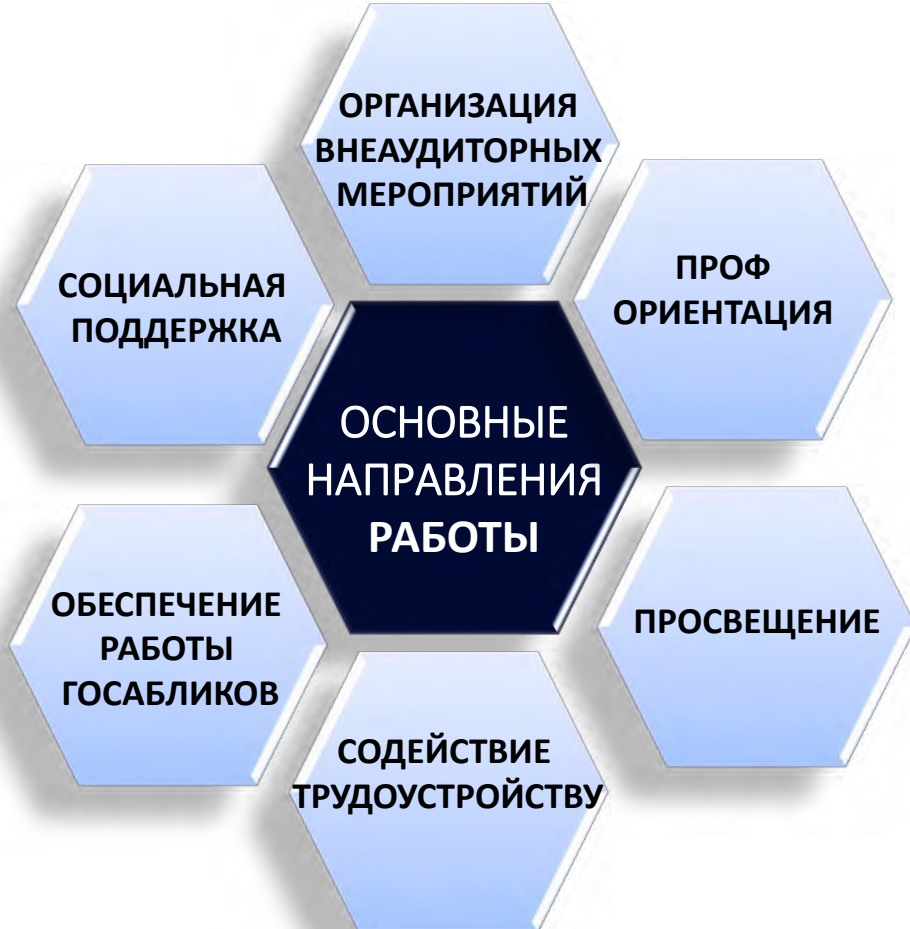 ОРГАНИЗАЦИЯ
ВНЕАУДИТОРНЫХ
МЕРОПРИЯТИЙ
СОЦИАЛЬНАЯ
ПОДДЕРЖКА
ПРОФ
ОРИЕНТАЦИЯ
ОСНОВНЫЕ
НАПРАВЛЕНИЯ
РАБОТЫ
ОБЕСПЕЧЕНИЕ
РАБОТЫ
ГОСАБЛИКОВ
ПРОСВЕЩЕНИЕ
СОДЕЙСТВИЕ
ТРУДОУСТРОЙСТВУ